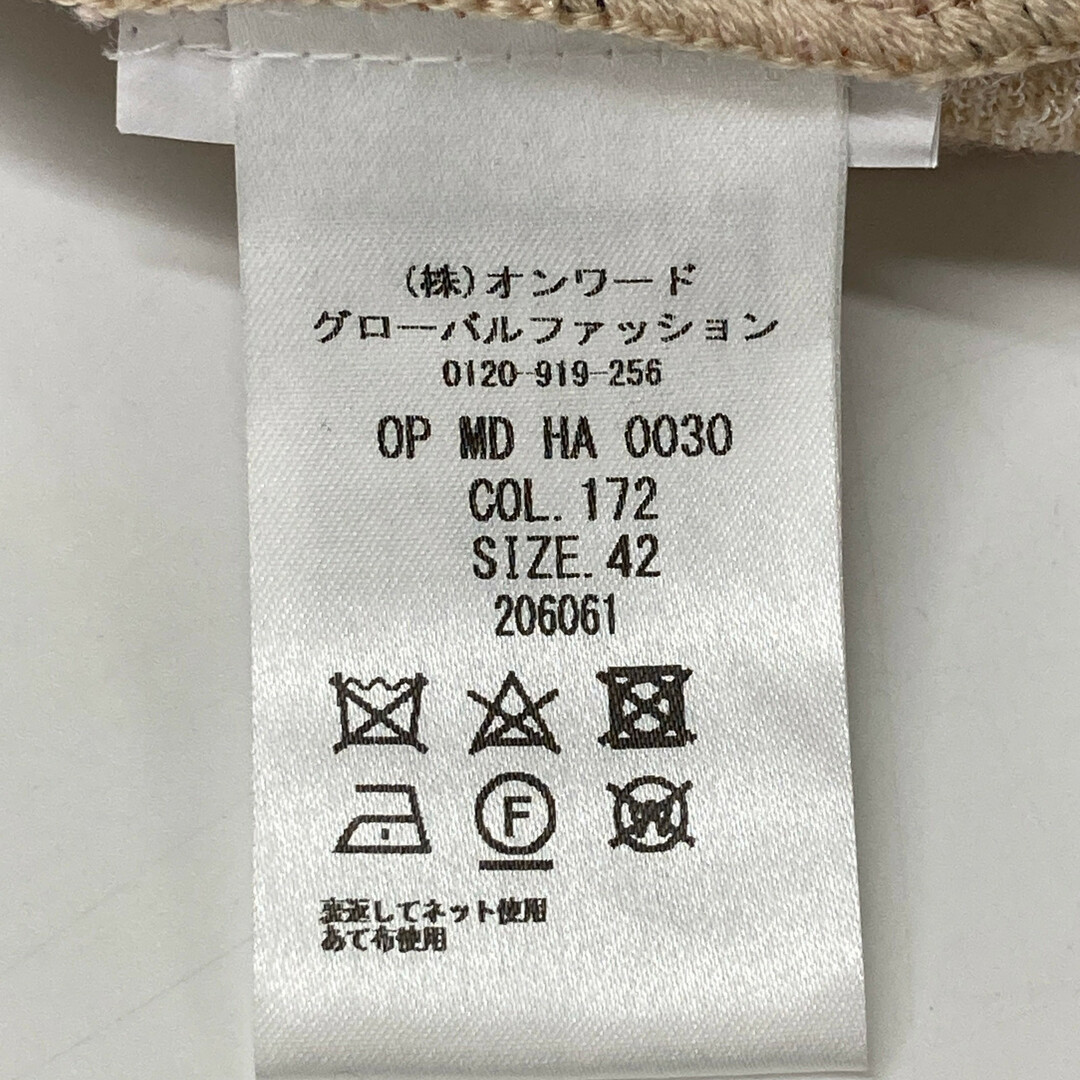 (株)オンワード
グローバルファッション
0120-919-256
OP MD HA 0030
COL.172
SIZE.42
206061
F
W
裏返してネット使用
あて布使用